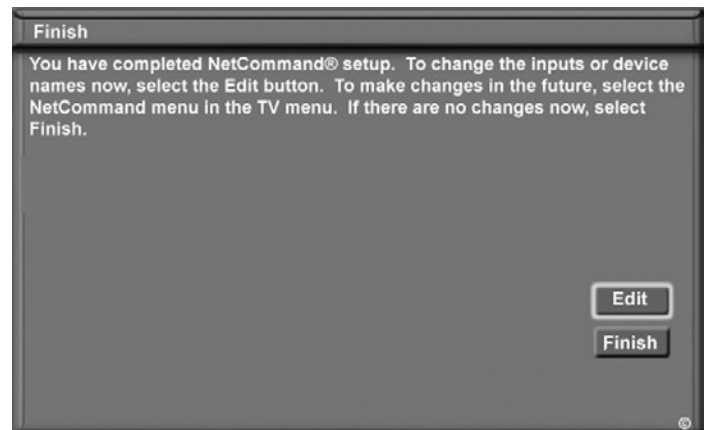 Finish
You have completed NetCommand® setup.  To change the inputs or device
names now, select the Edit button.  To make changes in the future, select the
NetCommand menu in the TV menu.  If there are no changes now, select
Finish.
Edit
Finish
©